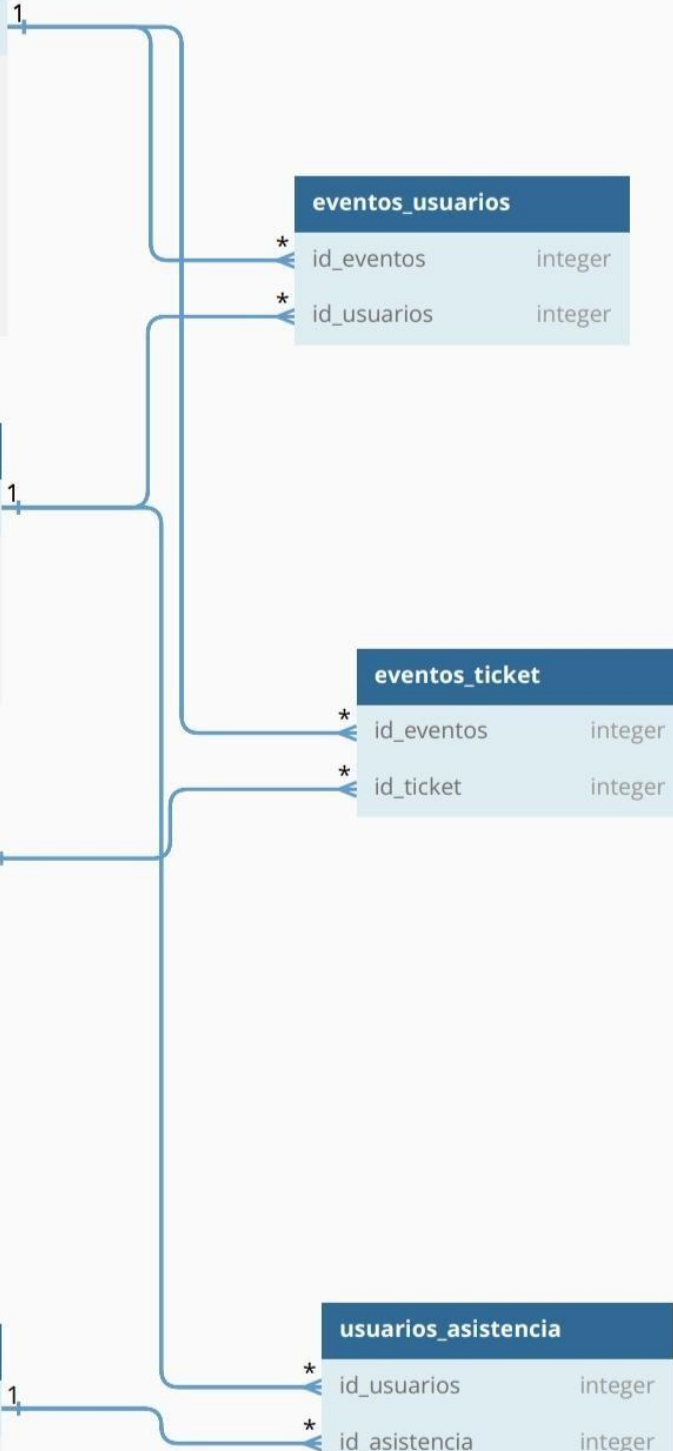 1
eventos_usuarios
* id_eventos integer
* id_usuarios integer
1
eventos_ticket
* id_eventos integer
* id_ticket integer
usuarios_asistencia
* id_usuarios integer
1
* id_asistencia integer